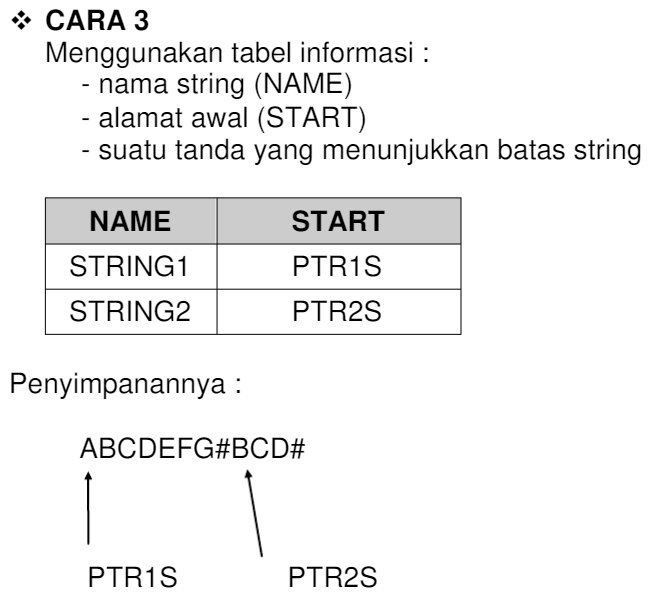 ❖ CARA 3
Menggunakan tabel informasi :
- nama string (NAME)
- alamat awal (START)
- suatu tanda yang menunjukkan batas string
NAME START
STRING1 PTR1S
STRING2 PTR2S
Penyimpanannya :
ABCDEFG#BCD#
PTR1S PTR2S